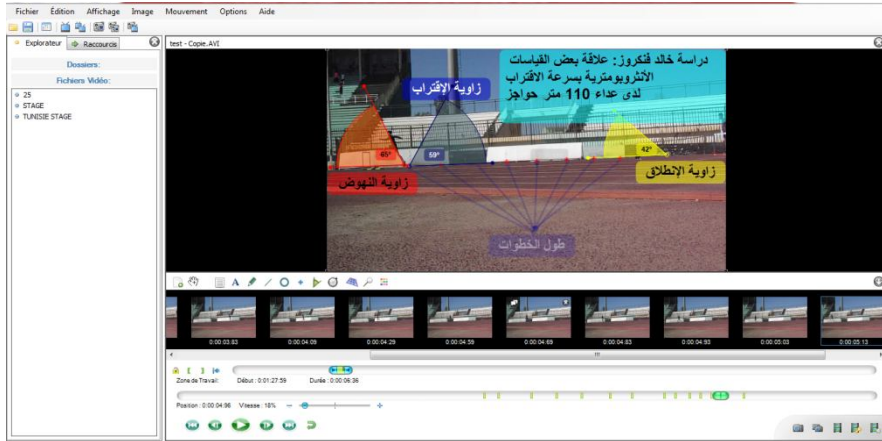 Fichier Édition Affichage Image Mouvement Options Aide
Explorateur Raccourcis
test - Copie.AVI
Dossiers:
Fichiers Vidéo:
25
STAGE
TUNISIE STAGE
دراسة خالد فنكروز: علاقة بعض القياسات
الأنثروبومترية بسرعة الاقتراب
لدى عداء 110 متر حواجز
زاوية الإقتراب
45° 59° 42°
زاوية النهوض
زاوية الإنطلاق
طول الخطوات
0:00:03:83 0:00:04:09 0:00:04:29 0:00:04:59 0:00:04:69 0:00:04:83 0:00:04:93 0:00:05:03 0:00:05:13
Zone de Travail: Début : 0:01:27:59 Durée : 0:00:06:36
Position : 0:00:04:96 Vitesse : 18%